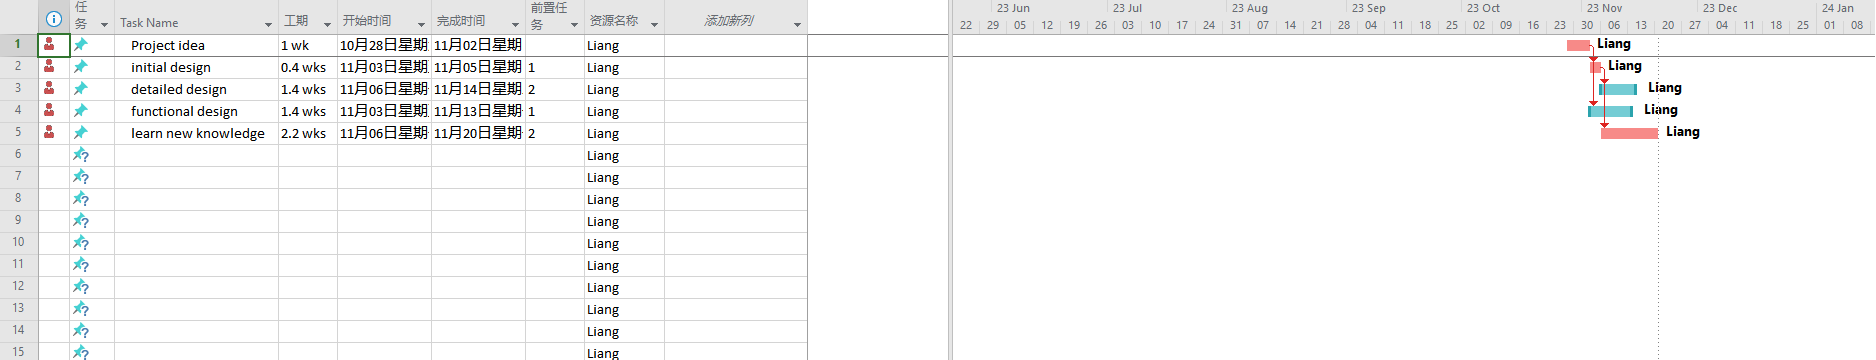 任务 Task Name 工期 开始时间 完成时间 前置任务 资源名称 添加新列
1 Project idea 1 wk 10月28日星期 11月02日星期 Liang
2 initial design 0.4 wks 11月03日星期 11月05日星期 1 Liang
3 detailed design 1.4 wks 11月06日星期 11月14日星期 2 Liang
4 functional design 1.4 wks 11月03日星期 11月13日星期 1 Liang
5 learn new knowledge 2.2 wks 11月06日星期 11月20日星期 2 Liang
6 ? Liang
7 ? Liang
8 ? Liang
9 ? Liang
10 ? Liang
11 ? Liang
12 ? Liang
13 ? Liang
14 ? Liang
15 ? Liang
23 Jun 23 Jul 23 Aug 23 Sep 23 Oct 23 Nov 23 Dec 24 Jan
22 29 05 12 19 26 03 10 17 24 31 07 14 21 28 04 11 18 25 02 09 16 23 30 06 13 20 27 04 11 18 25 01 08
Liang
Liang
Liang
Liang
Liang